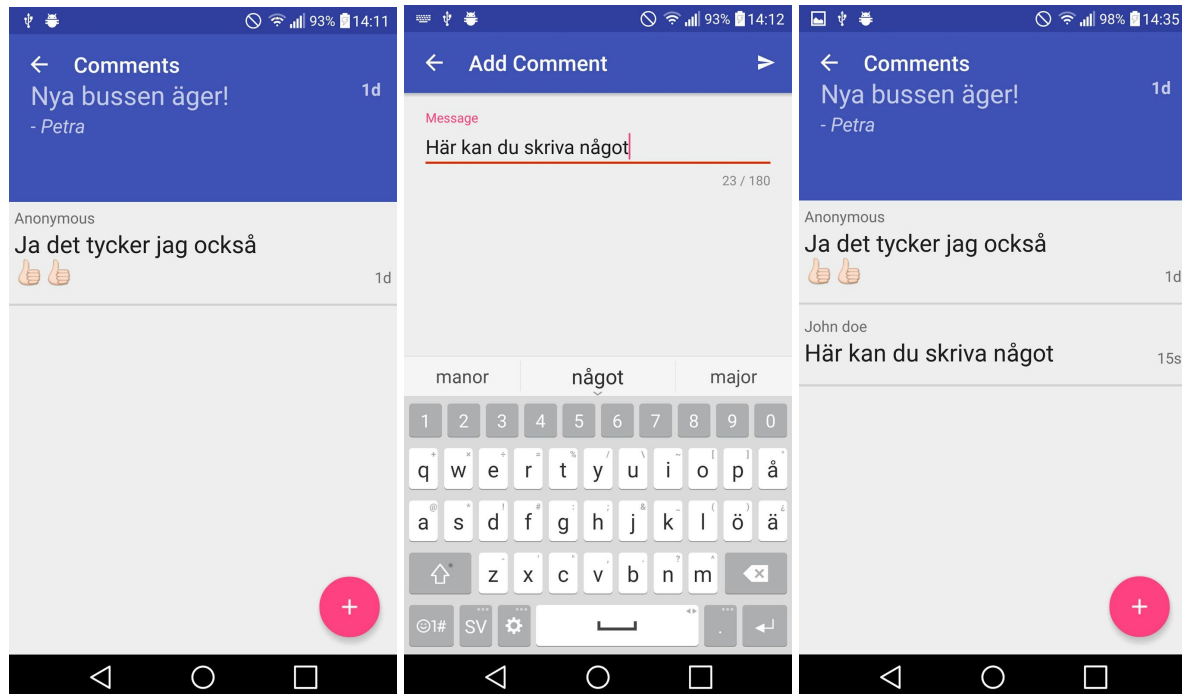 93% 14:11
Comments
Nya bussen äger!
1d
- Petra
Anonymous
Ja det tycker jag också
👍🏻👍🏻
1d
+
93% 14:12
Add Comment
Message
Här kan du skriva något
23 / 180
manor något major
1 2 3 4 5 6 7 8 9 0
q w e r t y u i o p å
a s d f g h j k l ö ä
z x c v b n m
☺1# SV .
98% 14:35
Comments
Nya bussen äger!
1d
- Petra
Anonymous
Ja det tycker jag också
👍🏻👍🏻
1d
John doe
Här kan du skriva något
15s
+